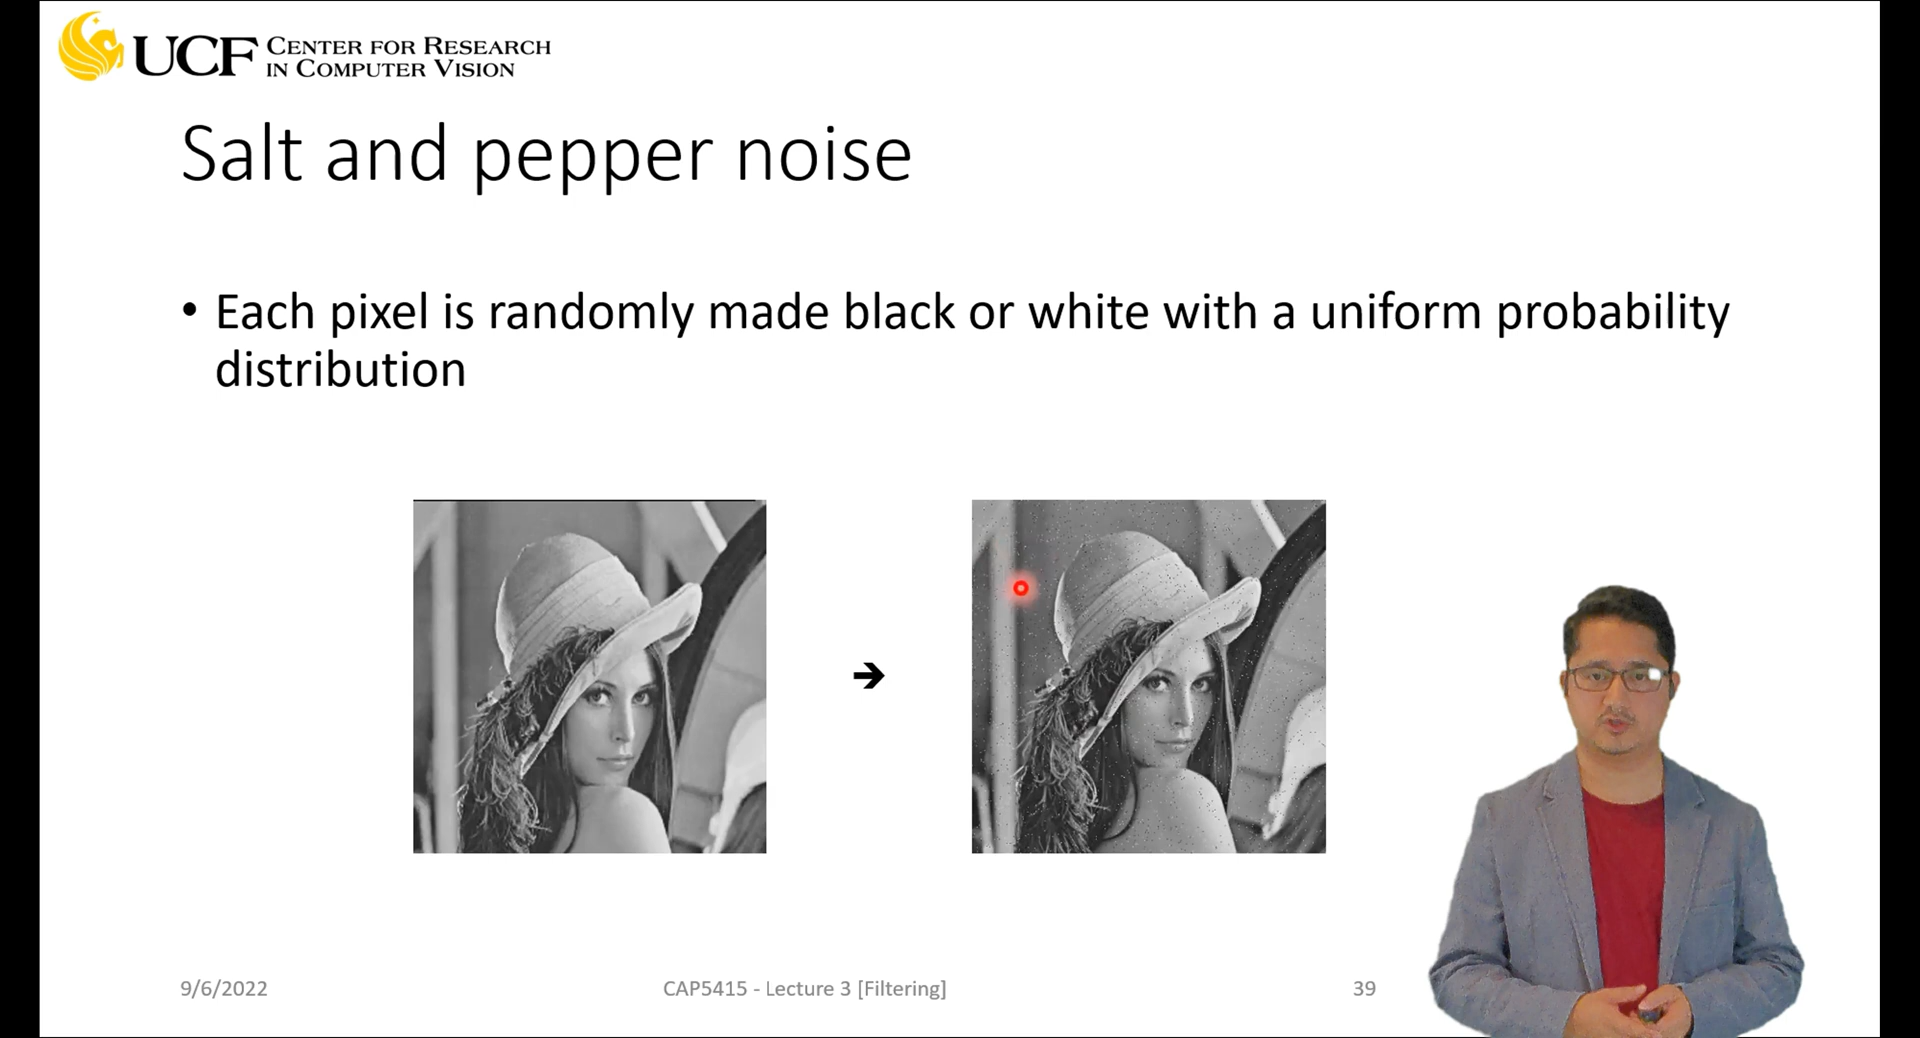 UCF CENTER FOR RESEARCH
IN COMPUTER VISION
Salt and pepper noise
• Each pixel is randomly made black or white with a uniform probability
distribution
➔
9/6/2022 CAP5415 - Lecture 3 [Filtering] 39